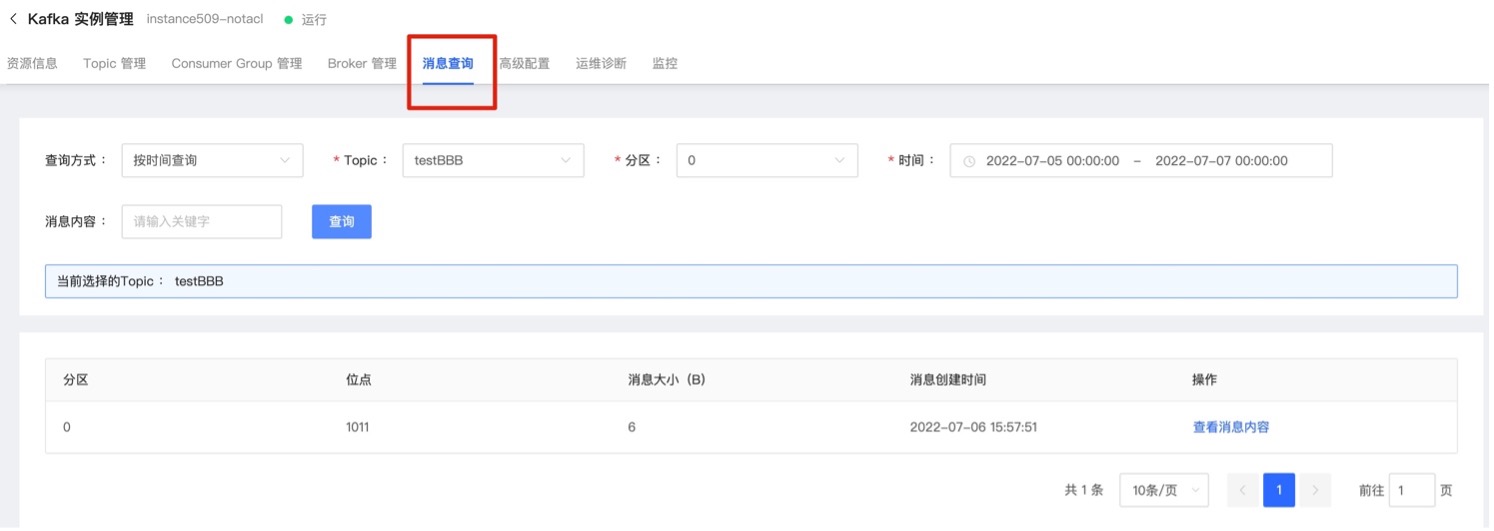 Kafka 实例管理 instance509-notacl 运行
资源信息 Topic 管理 Consumer Group 管理 Broker 管理 消息查询 高级配置 运维诊断 监控
查询方式： 按时间查询 * Topic： testBBB * 分区： 0 * 时间： 2022-07-05 00:00:00 – 2022-07-07 00:00:00
消息内容： 请输入关键字 查询
当前选择的Topic： testBBB
分区 位点 消息大小（B） 消息创建时间 操作
0 1011 6 2022-07-06 15:57:51 查看消息内容
共 1 条 10条/页 1 前往 1 页